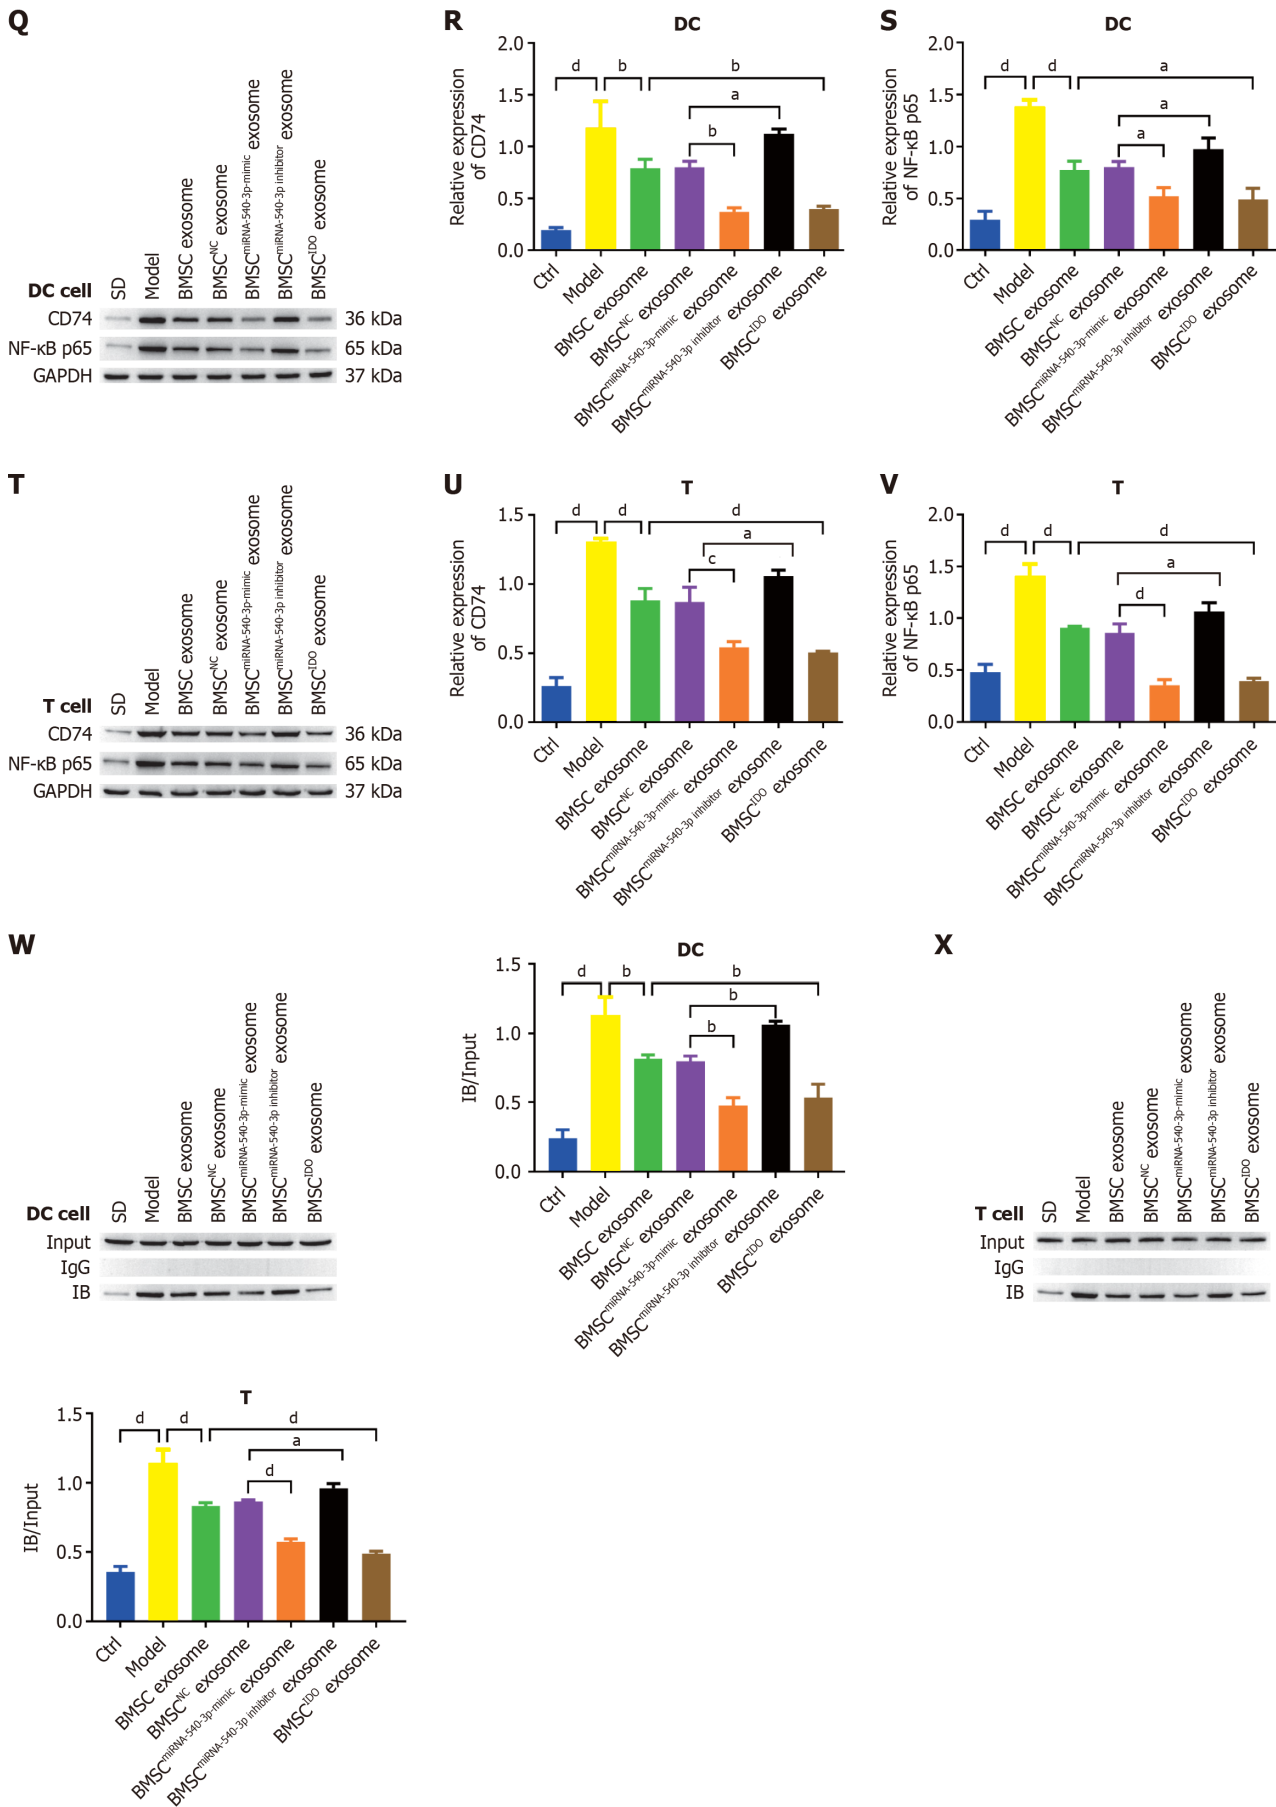 Q
DC cell
SD
Model
BMSC exosome
BMSC^NC exosome
BMSC^miRNA-540-3p-mimic exosome
BMSC^miRNA-540-3p inhibitor exosome
BMSC^IDO exosome
CD74 36 kDa
NF-κB p65 65 kDa
GAPDH 37 kDa
R
DC
Relative expression
of CD74
2.0
1.5
1.0
0.5
0.0
d b b
a
b
Ctrl
Model
BMSC exosome
BMSC^NC exosome
BMSC^miRNA-540-3p-mimic exosome
BMSC^miRNA-540-3p inhibitor exosome
BMSC^IDO exosome
S
DC
Relative expression
of NF-κB p65
2.0
1.5
1.0
0.5
0.0
d d a
a
a
Ctrl
Model
BMSC exosome
BMSC^NC exosome
BMSC^miRNA-540-3p-mimic exosome
BMSC^miRNA-540-3p inhibitor exosome
BMSC^IDO exosome
T
T cell
SD
Model
BMSC exosome
BMSC^NC exosome
BMSC^miRNA-540-3p-mimic exosome
BMSC^miRNA-540-3p inhibitor exosome
BMSC^IDO exosome
CD74 36 kDa
NF-κB p65 65 kDa
GAPDH 37 kDa
U
T
Relative expression
of CD74
1.5
1.0
0.5
0.0
d d d
a
c
Ctrl
Model
BMSC exosome
BMSC^NC exosome
BMSC^miRNA-540-3p-mimic exosome
BMSC^miRNA-540-3p inhibitor exosome
BMSC^IDO exosome
V
T
Relative expression
of NF-κB p65
2.0
1.5
1.0
0.5
0.0
d d d
a
d
Ctrl
Model
BMSC exosome
BMSC^NC exosome
BMSC^miRNA-540-3p-mimic exosome
BMSC^miRNA-540-3p inhibitor exosome
BMSC^IDO exosome
W
DC cell
SD
Model
BMSC exosome
BMSC^NC exosome
BMSC^miRNA-540-3p-mimic exosome
BMSC^miRNA-540-3p inhibitor exosome
BMSC^IDO exosome
Input
IgG
IB
DC
IB/Input
1.5
1.0
0.5
0.0
d b b
b
b
Ctrl
Model
BMSC exosome
BMSC^NC exosome
BMSC^miRNA-540-3p-mimic exosome
BMSC^miRNA-540-3p inhibitor exosome
BMSC^IDO exosome
X
T cell
SD
Model
BMSC exosome
BMSC^NC exosome
BMSC^miRNA-540-3p-mimic exosome
BMSC^miRNA-540-3p inhibitor exosome
BMSC^IDO exosome
Input
IgG
IB
T
IB/Input
1.5
1.0
0.5
0.0
d d d
a
d
Ctrl
Model
BMSC exosome
BMSC^NC exosome
BMSC^miRNA-540-3p-mimic exosome
BMSC^miRNA-540-3p inhibitor exosome
BMSC^IDO exosome